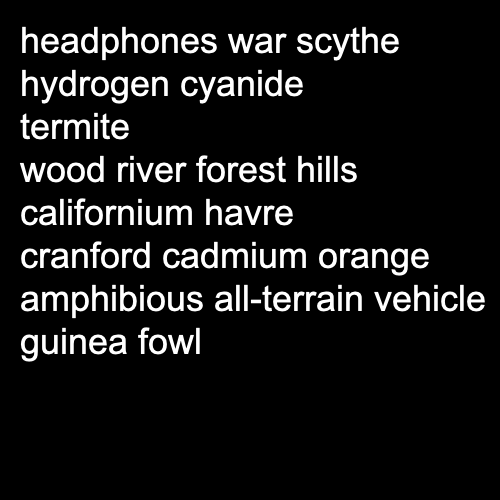 headphones war scythe
hydrogen cyanide
termite
wood river forest hills
californium havre
cranford cadmium orange
amphibious all-terrain vehicle
guinea fowl